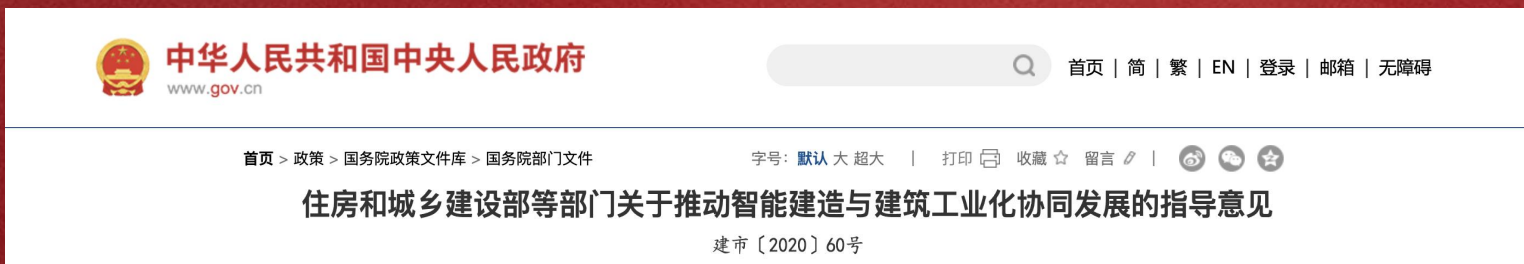 中华人民共和国中央人民政府
www.gov.cn
首页 | 简 | 繁 | EN | 登录 | 邮箱 | 无障碍
首页 > 政策 > 国务院政策文件库 > 国务院部门文件
字号：默认 大 超大 | 打印 收藏 留言 |
住房和城乡建设部等部门关于推动智能建造与建筑工业化协同发展的指导意见
建市〔2020〕60号